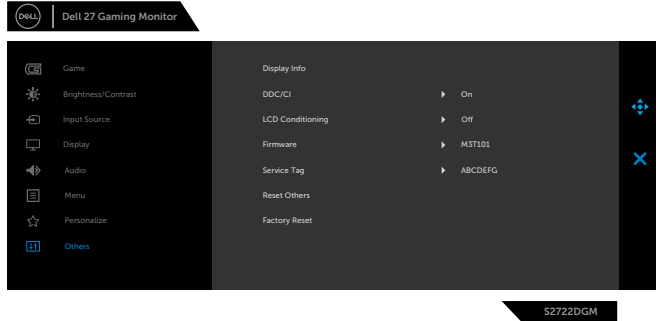 DELL
Dell 27 Gaming Monitor
Game
Brightness/Contrast
Input Source
Display
Audio
Menu
Personalize
Others
Display Info
DDC/CI On
LCD Conditioning Off
Firmware M3T101
Service Tag ABCDEFG
Reset Others
Factory Reset
S2722DGM